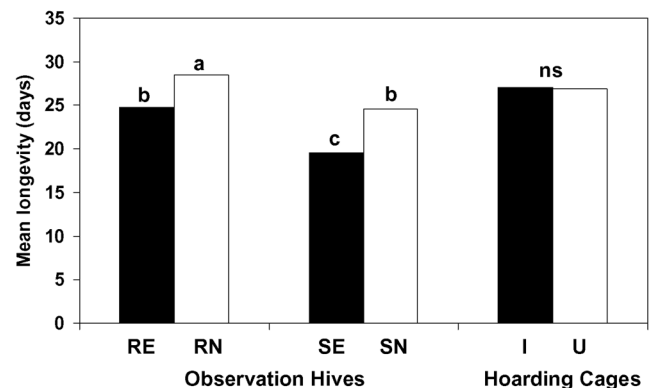 Mean longevity (days)
35
30
25
20
15
10
5
0
b
a
c
b
ns
RE RN SE SN I U
Observation Hives Hoarding Cages